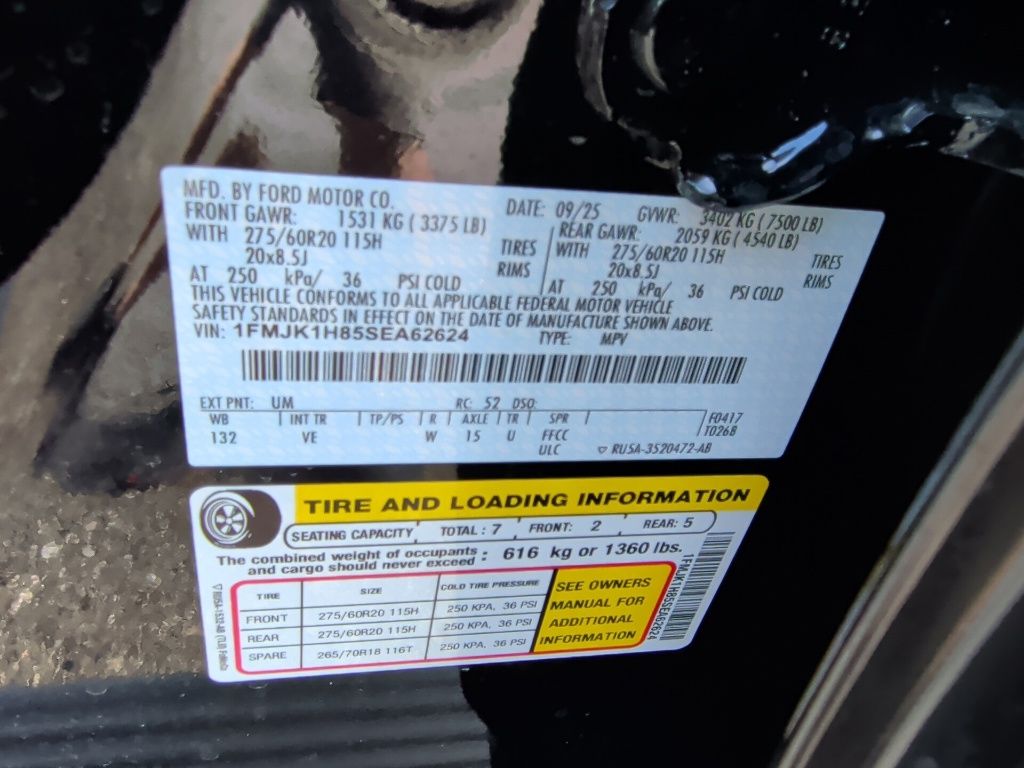 MFD. BY FORD MOTOR CO. DATE: 09/25 GVWR: 3402 KG ( 7500 LB)
FRONT GAWR: 1531 KG ( 3375 LB) REAR GAWR: 2059 KG ( 4540 LB)
WITH 275/60R20 115H TIRES WITH 275/60R20 115H TIRES
20x8.5J RIMS 20x8.5J RIMS
AT 250 kPa/ 36 PSI COLD AT 250 kPa/ 36 PSI COLD
THIS VEHICLE CONFORMS TO ALL APPLICABLE FEDERAL MOTOR VEHICLE
SAFETY STANDARDS IN EFFECT ON THE DATE OF MANUFACTURE SHOWN ABOVE.
VIN: 1FMJK1H85SEA62624 TYPE: MPV
EXT PNT: UM RC: 52 DSO:
WB INT TR TP/PS R AXLE TR SPR F0417
132 VE W 15 U FFCC T0268
ULC ▽ RU5A-3520472-AB
TIRE AND LOADING INFORMATION
SEATING CAPACITY TOTAL : 7 FRONT: 2 REAR: 5
The combined weight of occupants
and cargo should never exceed : 616 kg or 1360 lbs.
TIRE SIZE COLD TIRE PRESSURE
FRONT 275/60R20 115H 250 KPA, 36 PSI
REAR 275/60R20 115H 250 KPA, 36 PSI
SPARE 265/70R18 116T 250 KPA, 36 PSI
SEE OWNERS
MANUAL FOR
ADDITIONAL
INFORMATION
1FMJK1H85SEA62624